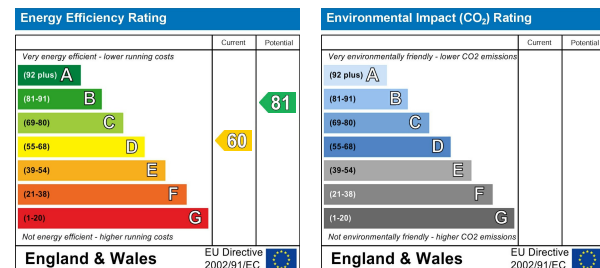 Energy Efficiency Rating
Current Potential
Very energy efficient - lower running costs
(92 plus) A
(81-91) B
(69-80) C
(55-68) D
(39-54) E
(21-38) F
(1-20) G
81
60
Not energy efficient - higher running costs
England & Wales
EU Directive
2002/91/EC
Environmental Impact (CO₂) Rating
Current Potential
Very environmentally friendly - lower CO2 emissions
(92 plus) A
(81-91) B
(69-80) C
(55-68) D
(39-54) E
(21-38) F
(1-20) G
Not environmentally friendly - higher CO2 emissions
England & Wales
EU Directive
2002/91/EC